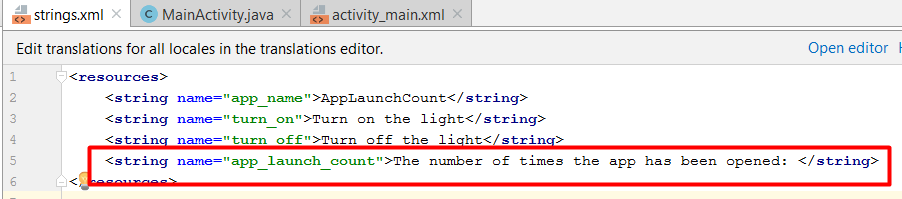 strings.xml × MainActivity.java × activity_main.xml ×
Edit translations for all locales in the translations editor. Open editor
1 <resources>
2 <string name="app_name">AppLaunchCount</string>
3 <string name="turn_on">Turn on the light</string>
4 <string name="turn_off">Turn off the light</string>
5 <string name="app_launch_count">The number of times the app has been opened: </string>
6 </resources>